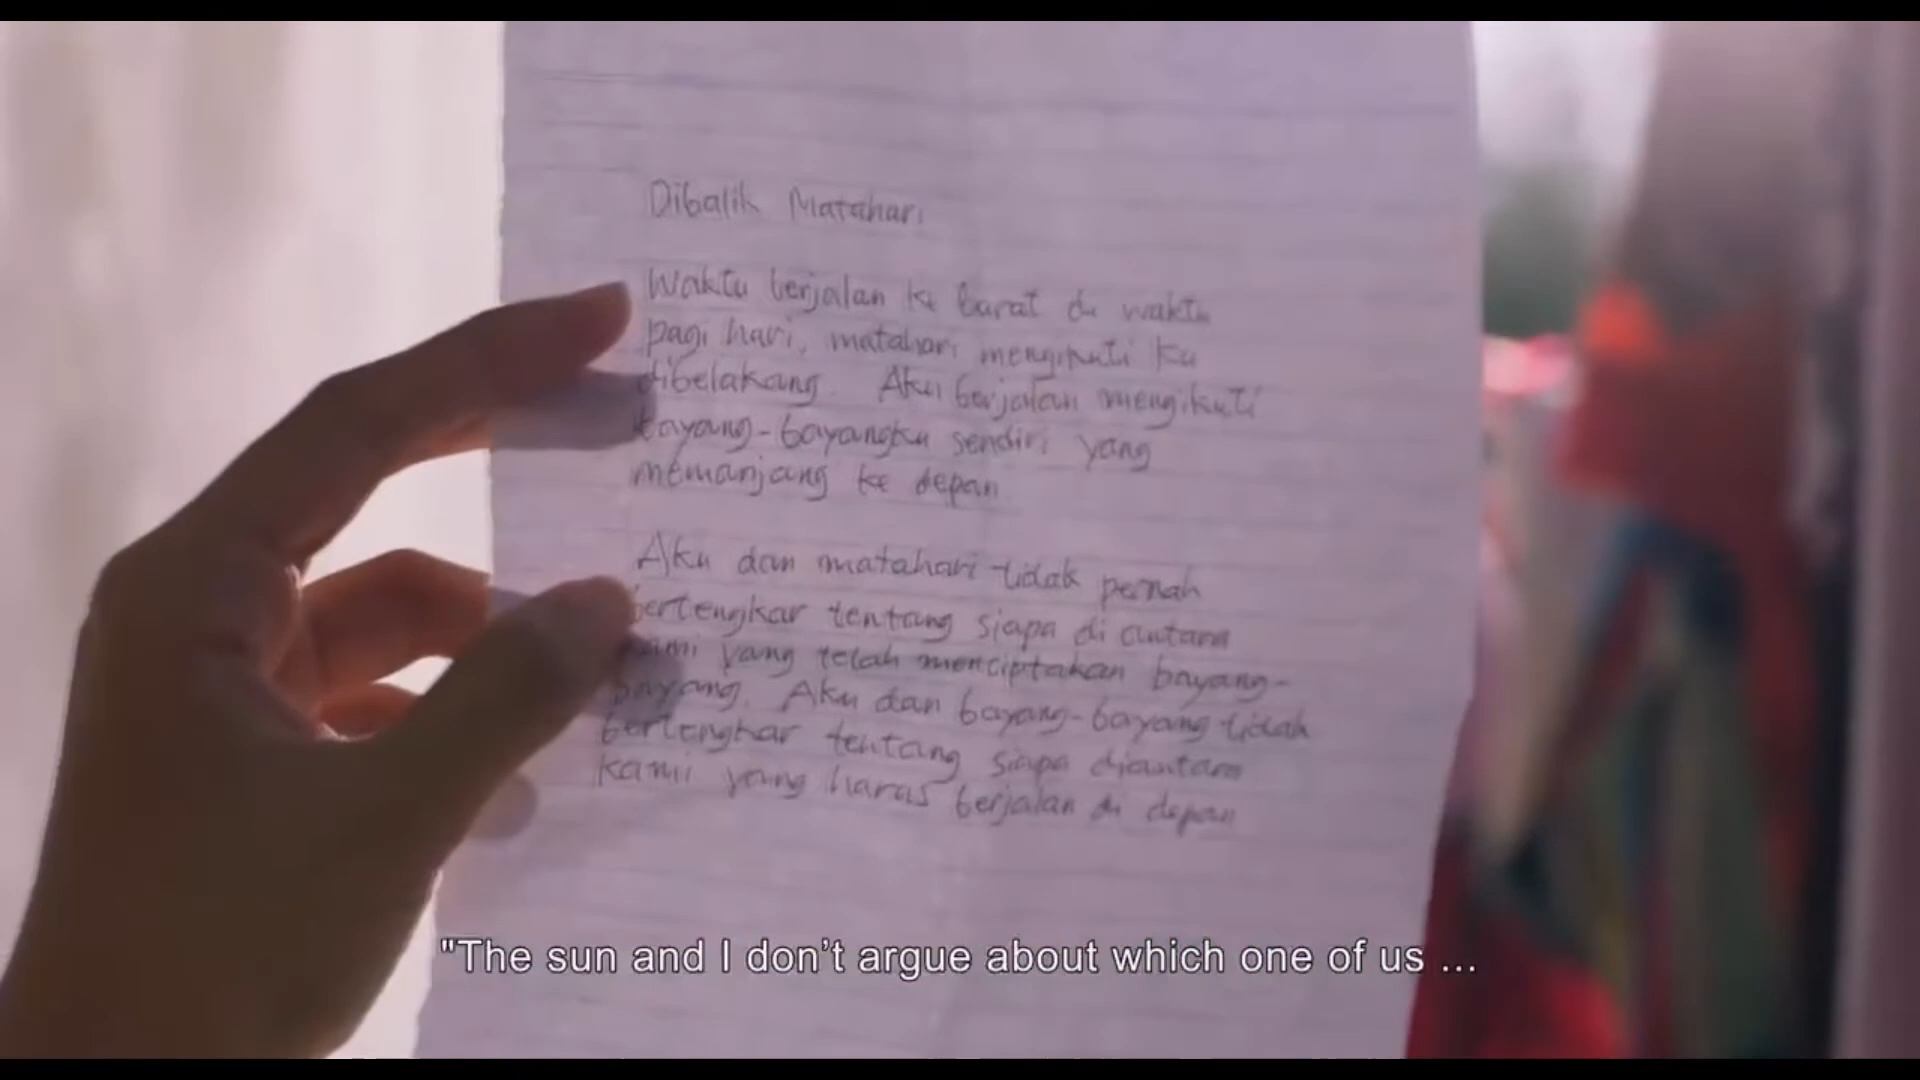 Dibalik Matahari
Waktu berjalan ke barat di waktu
pagi hari, matahari mengikuti ku
dibelakang. Aku berjalan mengikuti
bayang-bayangku sendiri yang
memanjang ke depan
Aku dan matahari tidak pernah
bertengkar tentang siapa di antara
kami yang telah menciptakan bayang-
bayang. Aku dan bayang-bayang tidak
bertengkar tentang siapa diantara
kami yang harus berjalan di depan
"The sun and I don't argue about which one of us ...